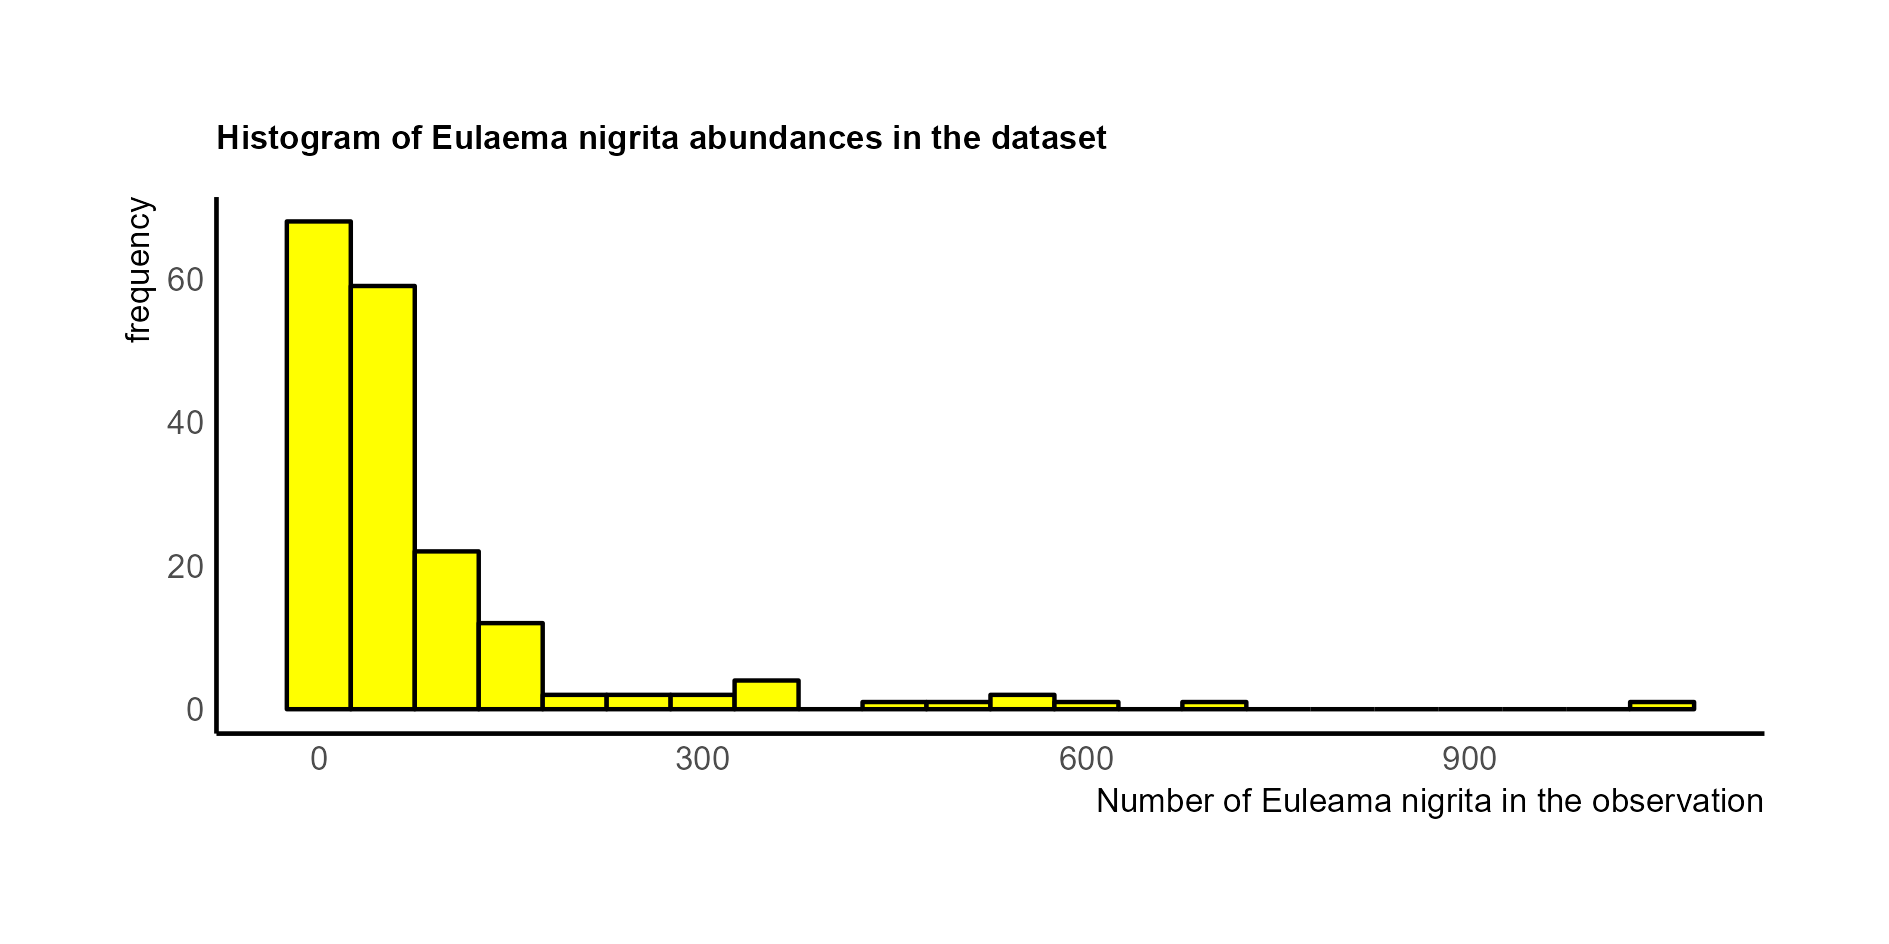 Histogram of Eulaema nigrita abundances in the dataset
frequency
60
40
20
0
0 300 600 900
Number of Euleama nigrita in the observation